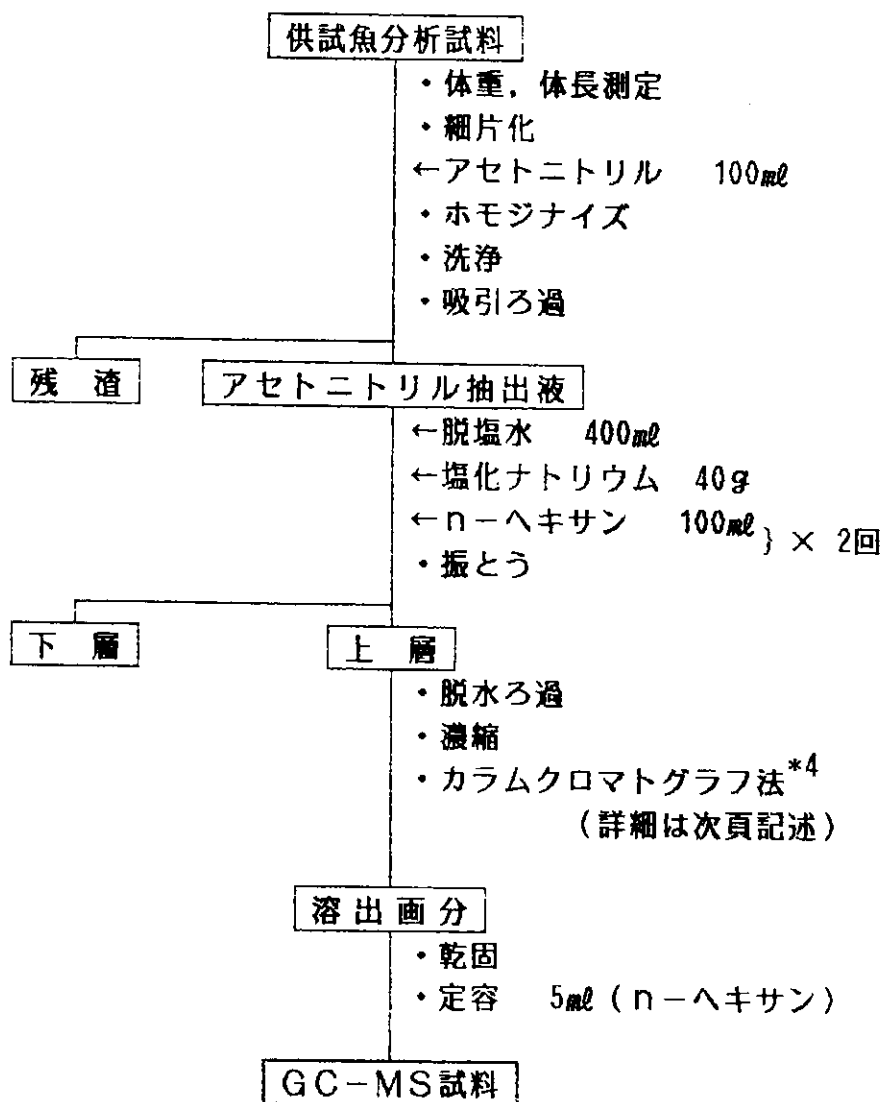 供試魚分析試料
・体重，体長測定
・細片化
←アセトニトリル 100㎖
・ホモジナイズ
・洗浄
・吸引ろ過
残 渣
アセトニトリル抽出液
←脱塩水 400㎖
←塩化ナトリウム 40g
←n－ヘキサン 100㎖
・振とう
} × 2回
下 層
上 層
・脱水ろ過
・濃縮
・カラムクロマトグラフ法*4
（詳細は次頁記述）
溶出画分
・乾固
・定容 5㎖（n－ヘキサン）
GC－MS試料